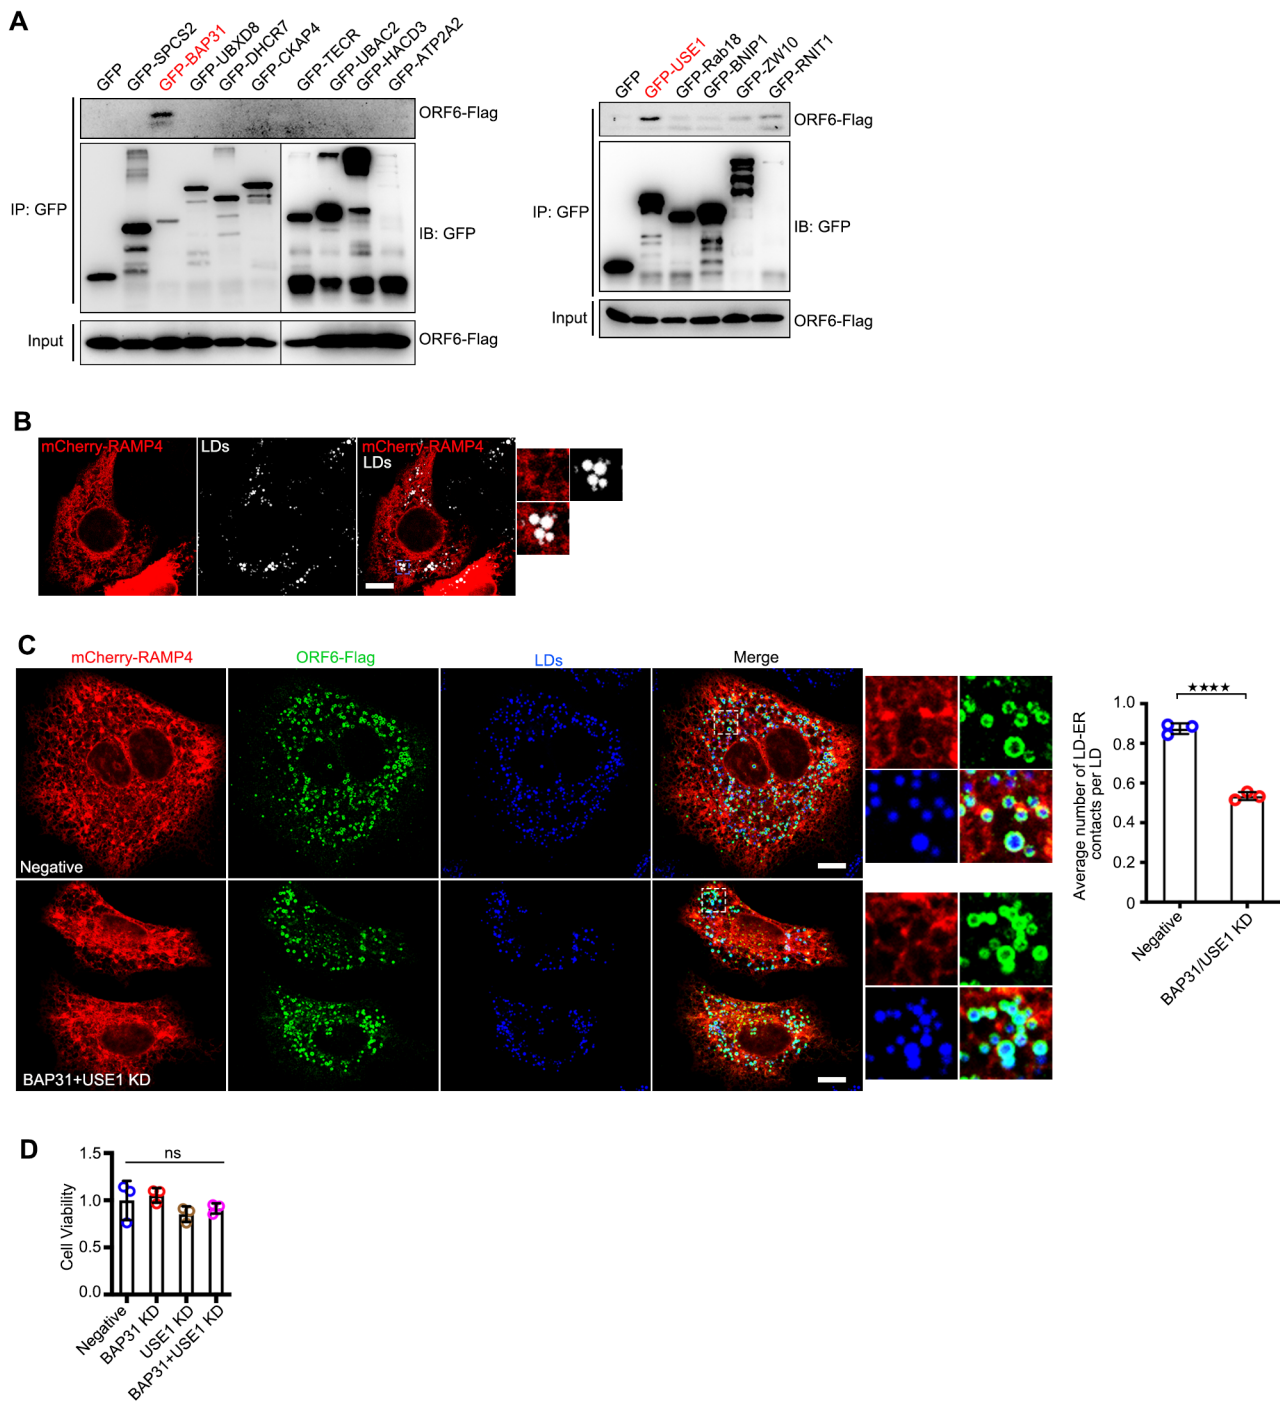 A
GFP
GFP-SPCS2
GFP-BAP31
GFP-UBXD8
GFP-DHCR7
GFP-CKAP4
GFP-TECR
GFP-UBAC2
GFP-HACD3
GFP-ATP2A2
ORF6-Flag
IP: GFP
IB: GFP
Input
ORF6-Flag
GFP
GFP-USE1
GFP-Rab18
GFP-BNIP1
GFP-ZW10
GFP-RNIT1
ORF6-Flag
IP: GFP
IB: GFP
Input
ORF6-Flag
B
mCherry-RAMP4
LDs
mCherry-RAMP4
LDs
C
mCherry-RAMP4
ORF6-Flag
LDs
Merge
Negative
BAP31+USE1 KD
★★★★
Average number of LD-ER
contacts per LD
1.0
0.8
0.6
0.4
0.2
0
Negative
BAP31/USE1 KD
D
ns
Cell Viability
1.5
1.0
0.5
0.0
Negative
BAP31 KD
USE1 KD
BAP31+USE1 KD